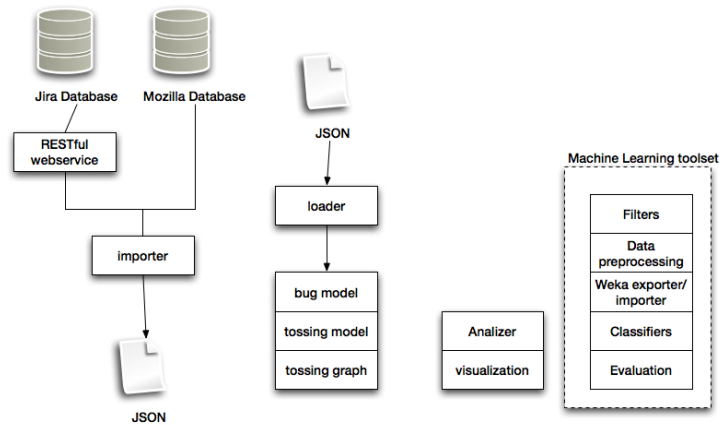 Jira Database
Mozilla Database
RESTful
webservice
importer
JSON
JSON
loader
bug model
tossing model
tossing graph
Analizer
visualization
Machine Learning toolset
Filters
Data
preprocessing
Weka exporter/
importer
Classifiers
Evaluation